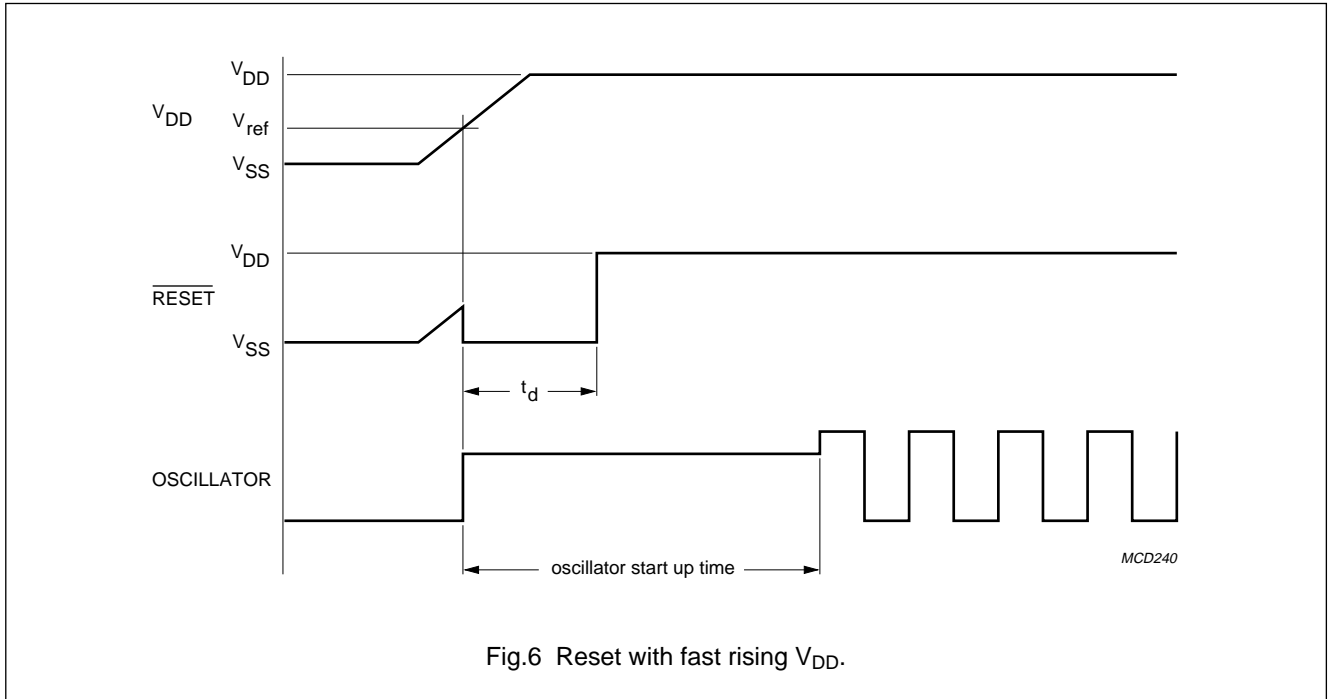 VDD
VDD
Vref
VSS
VDD
RESET
VSS
td
OSCILLATOR
oscillator start up time
MCD240
Fig.6 Reset with fast rising VDD.